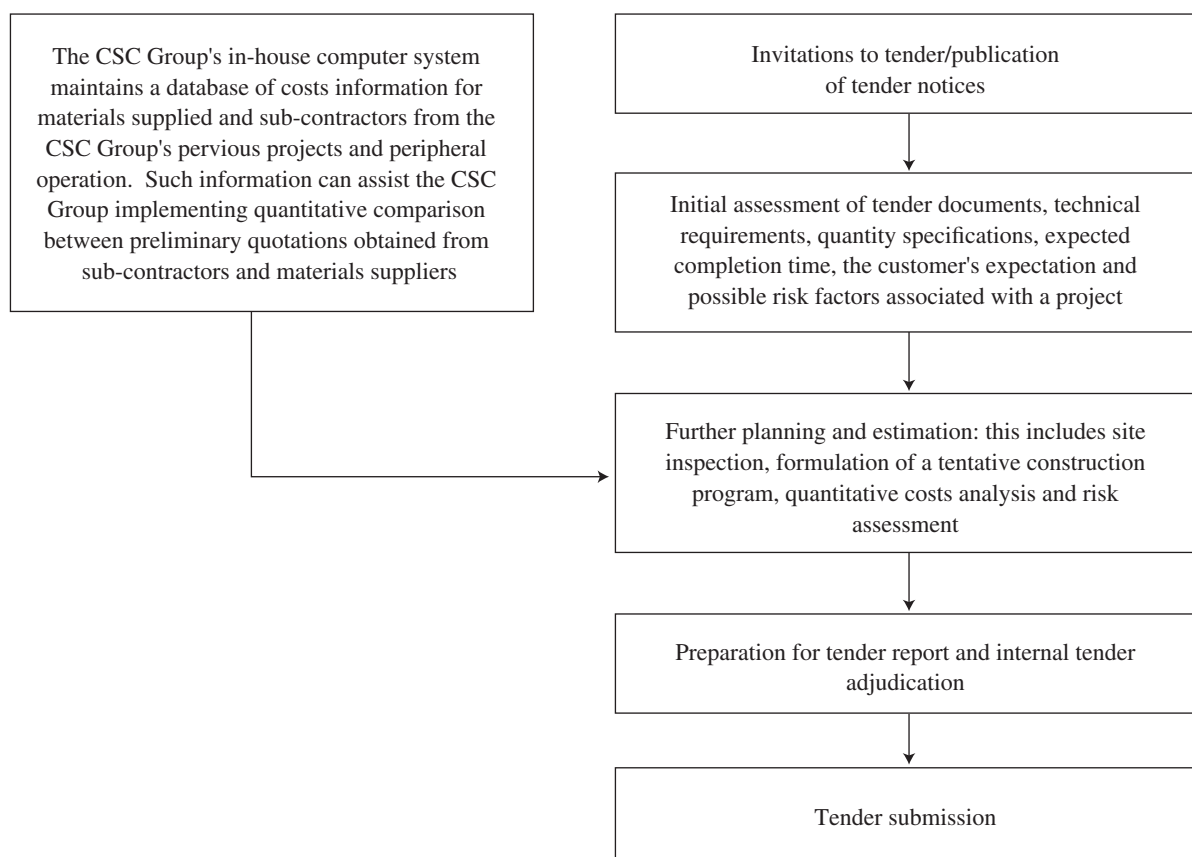 The CSC Group's in-house computer system
maintains a database of costs information for
materials supplied and sub-contractors from the
CSC Group's pervious projects and peripheral
operation. Such information can assist the CSC
Group implementing quantitative comparison
between preliminary quotations obtained from
sub-contractors and materials suppliers
Invitations to tender/publication
of tender notices
Initial assessment of tender documents, technical
requirements, quantity specifications, expected
completion time, the customer's expectation and
possible risk factors associated with a project
Further planning and estimation: this includes site
inspection, formulation of a tentative construction
program, quantitative costs analysis and risk
assessment
Preparation for tender report and internal tender
adjudication
Tender submission